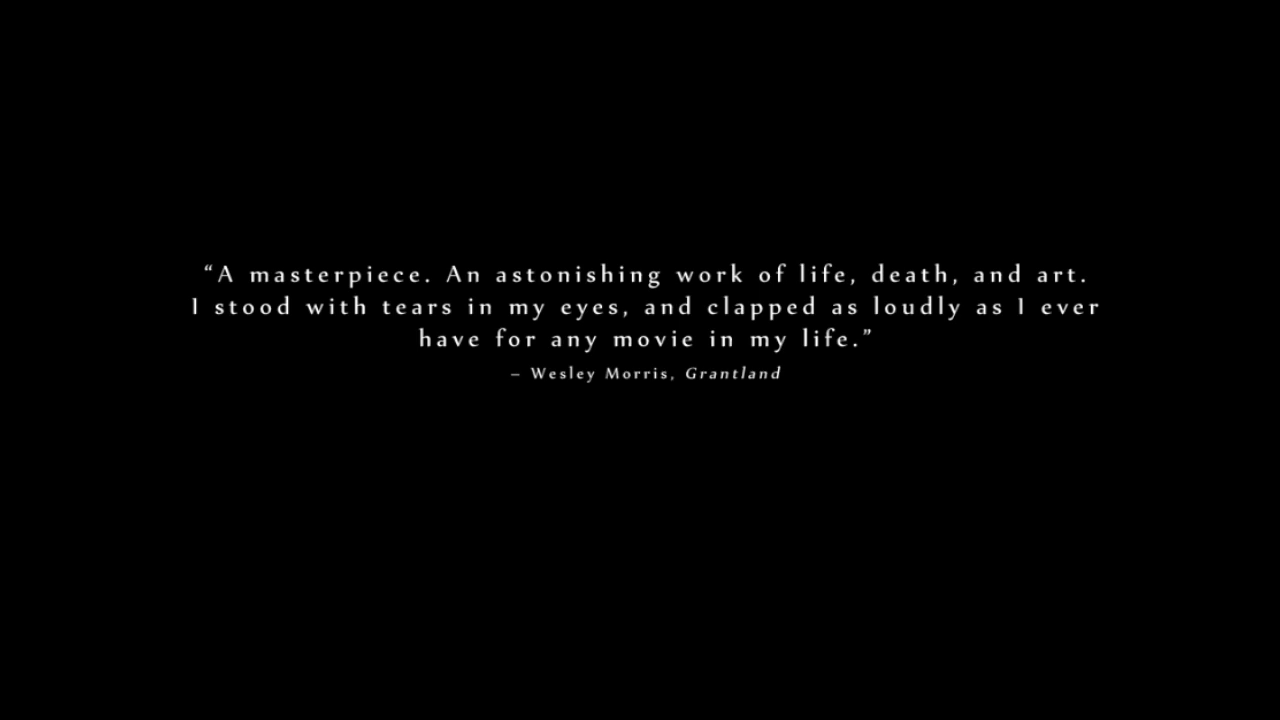 “A masterpiece. An astonishing work of life, death, and art.
I stood with tears in my eyes, and clapped as loudly as I ever
have for any movie in my life.”
– Wesley Morris, Grantland